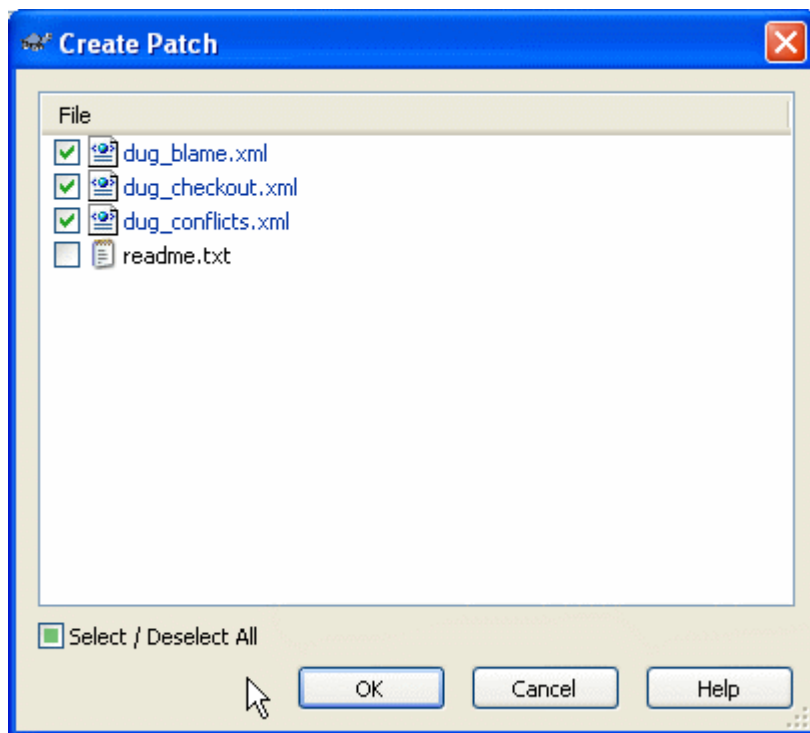 Create Patch
File
dug_blame.xml
dug_checkout.xml
dug_conflicts.xml
readme.txt
Select / Deselect All
OK Cancel Help